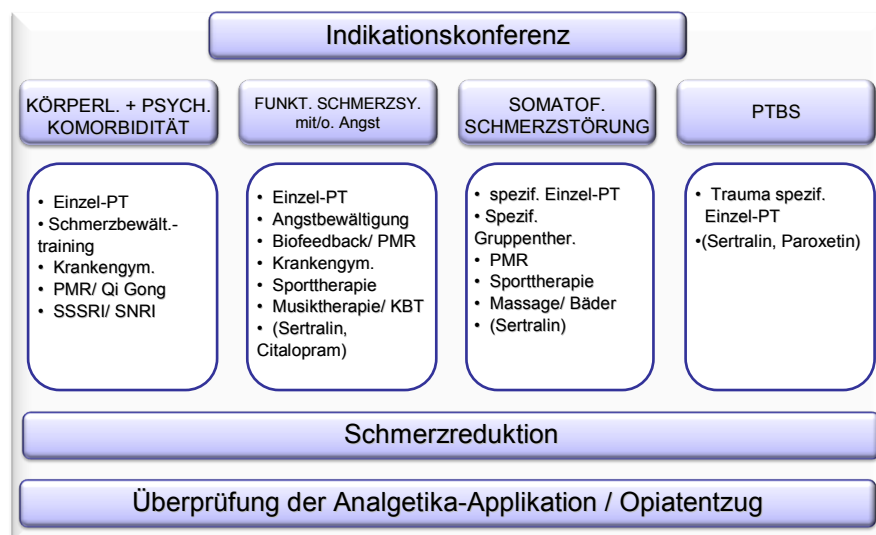 Indikationskonferenz
KÖRPERL. + PSYCH.
KOMORBIDITÄT
FUNKT. SCHMERZSY.
mit/o. Angst
SOMATOF.
SCHMERZSTÖRUNG
PTBS
• Einzel-PT
• Schmerzbewält.-
training
• Krankengym.
• PMR/ Qi Gong
• SSSRI/ SNRI
• Einzel-PT
• Angstbewältigung
• Biofeedback/ PMR
• Krankengym.
• Sporttherapie
• Musiktherapie/ KBT
• (Sertralin,
Citalopram)
• spezif. Einzel-PT
• Spezif.
Gruppenther.
• PMR
• Sporttherapie
• Massage/ Bäder
• (Sertralin)
• Trauma spezif.
Einzel-PT
•(Sertralin, Paroxetin)
Schmerzreduktion
Überprüfung der Analgetika-Applikation / Opiatentzug